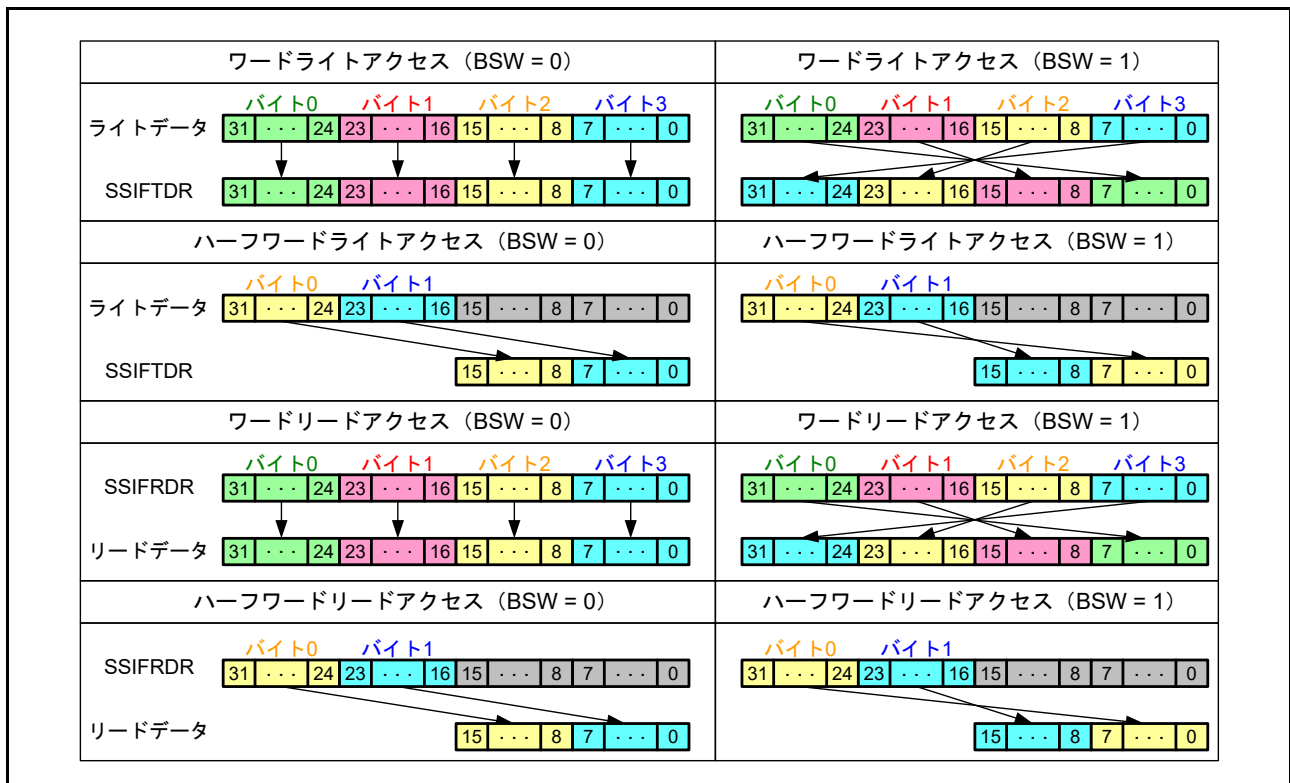 ワードライトアクセス（BSW = 0） ワードライトアクセス（BSW = 1）
バイト0 バイト1 バイト2 バイト3 バイト0 バイト1 バイト2 バイト3
ライトデータ 31 ・・・ 24 23 ・・・ 16 15 ・・・ 8 7 ・・・ 0 31 ・・・ 24 23 ・・・ 16 15 ・・・ 8 7 ・・・ 0
SSIFTDR 31 ・・・ 24 23 ・・・ 16 15 ・・・ 8 7 ・・・ 0 31 ・・・ 24 23 ・・・ 16 15 ・・・ 8 7 ・・・ 0
ハーフワードライトアクセス（BSW = 0） ハーフワードライトアクセス（BSW = 1）
バイト0 バイト1 バイト0 バイト1
ライトデータ 31 ・・・ 24 23 ・・・ 16 15 ・・・ 8 7 ・・・ 0 31 ・・・ 24 23 ・・・ 16 15 ・・・ 8 7 ・・・ 0
SSIFTDR 15 ・・・ 8 7 ・・・ 0 15 ・・・ 8 7 ・・・ 0
ワードリードアクセス（BSW = 0） ワードリードアクセス（BSW = 1）
バイト0 バイト1 バイト2 バイト3 バイト0 バイト1 バイト2 バイト3
SSIFRDR 31 ・・・ 24 23 ・・・ 16 15 ・・・ 8 7 ・・・ 0 31 ・・・ 24 23 ・・・ 16 15 ・・・ 8 7 ・・・ 0
リードデータ 31 ・・・ 24 23 ・・・ 16 15 ・・・ 8 7 ・・・ 0 31 ・・・ 24 23 ・・・ 16 15 ・・・ 8 7 ・・・ 0
ハーフワードリードアクセス（BSW = 0） ハーフワードリードアクセス（BSW = 1）
バイト0 バイト1 バイト0 バイト1
SSIFRDR 31 ・・・ 24 23 ・・・ 16 15 ・・・ 8 7 ・・・ 0 31 ・・・ 24 23 ・・・ 16 15 ・・・ 8 7 ・・・ 0
リードデータ 15 ・・・ 8 7 ・・・ 0 15 ・・・ 8 7 ・・・ 0